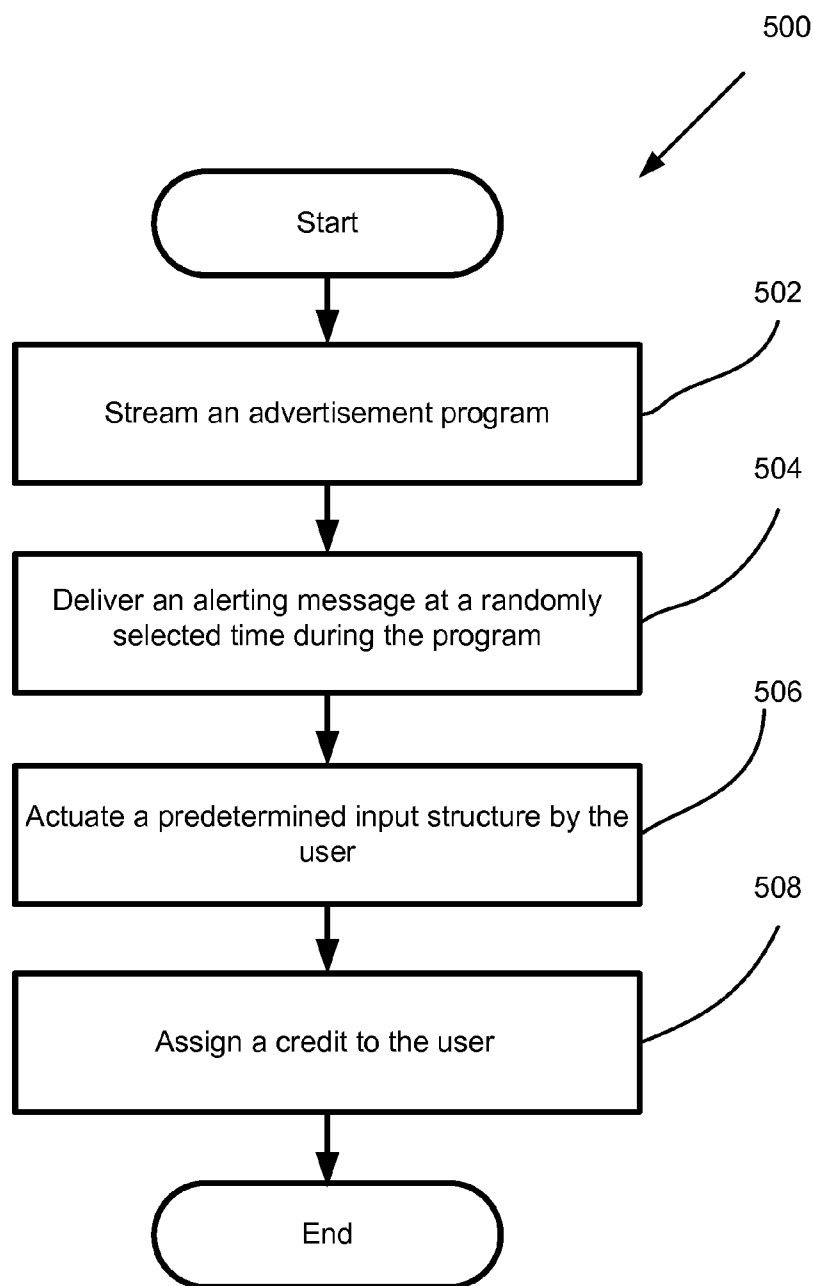 500
Start
502
Stream an advertisement program
504
Deliver an alerting message at a randomly
selected time during the program
506
Actuate a predetermined input structure by the
user
508
Assign a credit to the user
End